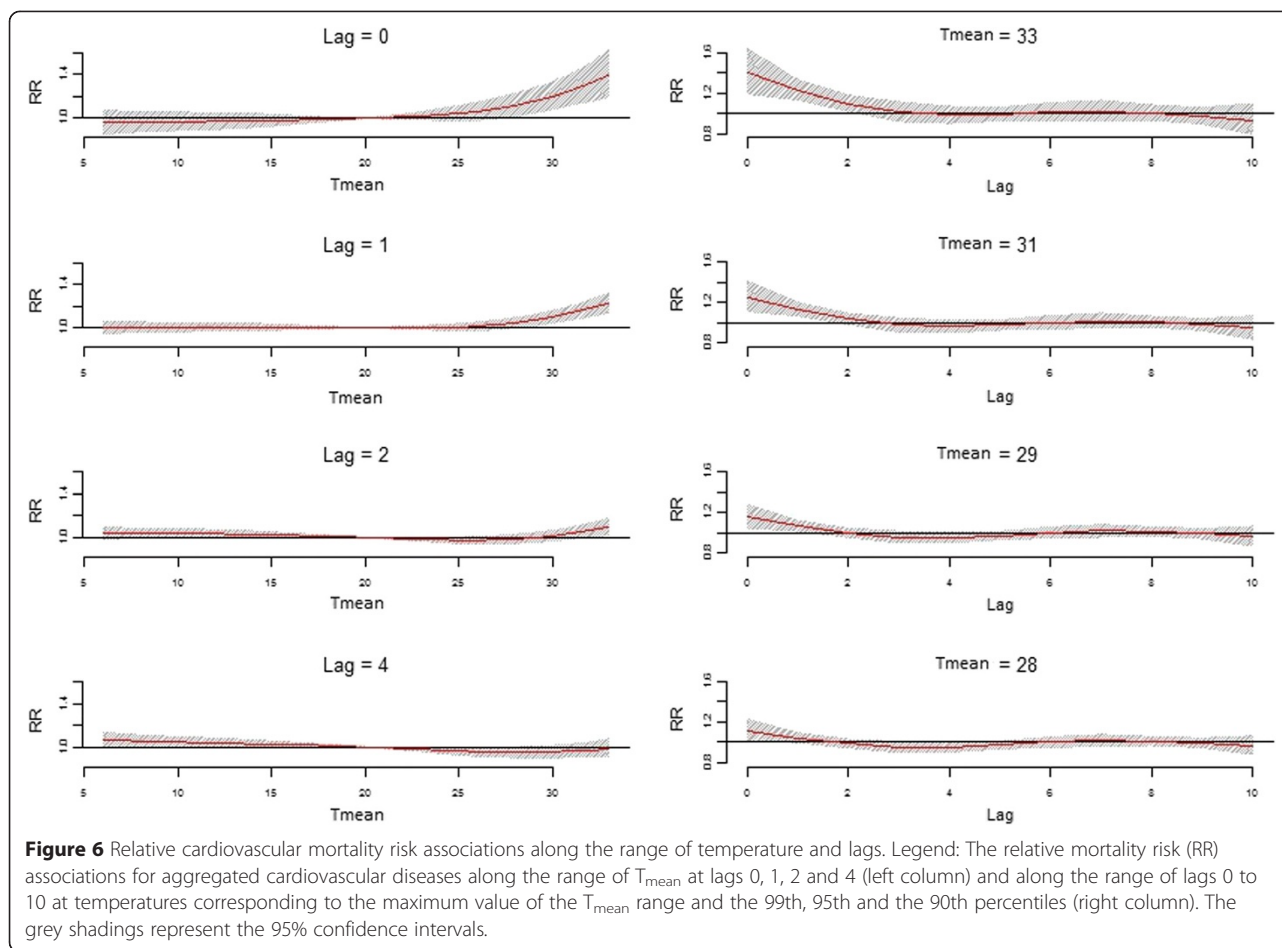 Lag = 0
RR
1.0 1.4
5 10 15 20 25 30
Tmean
Tmean = 33
RR
0.8 1.2 1.6
0 2 4 6 8 10
Lag
Lag = 1
RR
1.0 1.4
5 10 15 20 25 30
Tmean
Tmean = 31
RR
0.8 1.2 1.6
0 2 4 6 8 10
Lag
Lag = 2
RR
1.0 1.4
5 10 15 20 25 30
Tmean
Tmean = 29
RR
0.8 1.2 1.6
0 2 4 6 8 10
Lag
Lag = 4
RR
1.0 1.4
5 10 15 20 25 30
Tmean
Tmean = 28
RR
0.8 1.2 1.6
0 2 4 6 8 10
Lag
Figure 6 Relative cardiovascular mortality risk associations along the range of temperature and lags. Legend: The relative mortality risk (RR)
associations for aggregated cardiovascular diseases along the range of Tmean at lags 0, 1, 2 and 4 (left column) and along the range of lags 0 to
10 at temperatures corresponding to the maximum value of the Tmean range and the 99th, 95th and the 90th percentiles (right column). The
grey shadings represent the 95% confidence intervals.